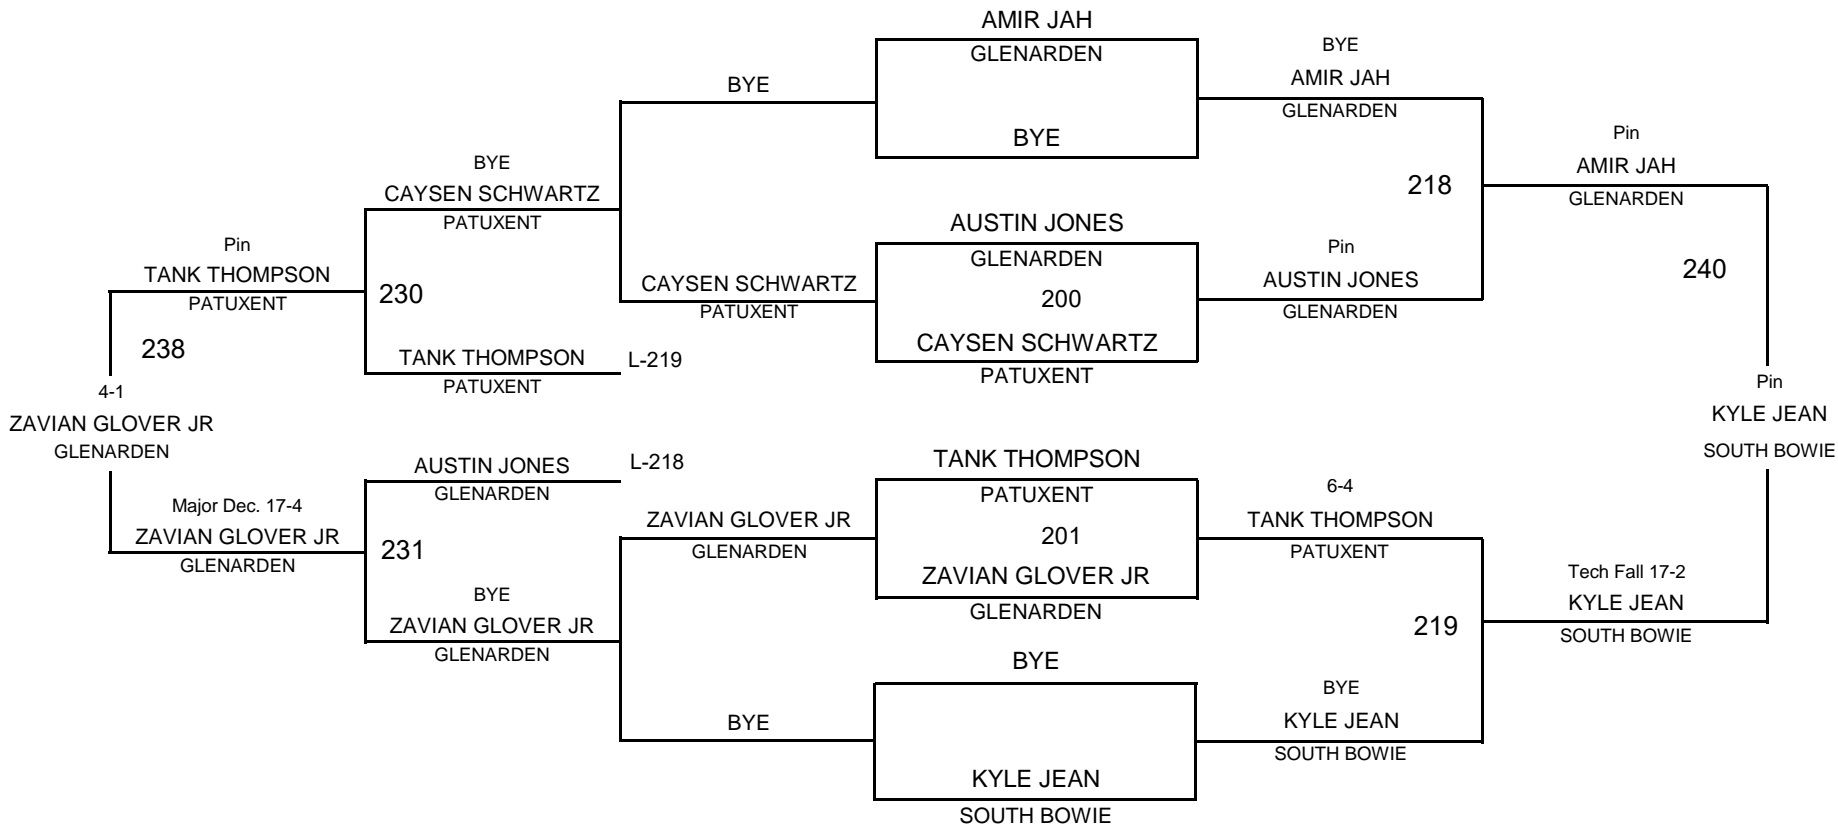 AMIR JAH
GLENARDEN
BYE
AMIR JAH
GLENARDEN
BYE
BYE
Pin
AMIR JAH
GLENARDEN
BYE
CAYSEN SCHWARTZ
PATUXENT
218
AUSTIN JONES
GLENARDEN
200
CAYSEN SCHWARTZ
PATUXENT
Pin
AUSTIN JONES
GLENARDEN
240
Pin
TANK THOMPSON
PATUXENT
230
CAYSEN SCHWARTZ
PATUXENT
238
TANK THOMPSON
PATUXENT
L-219
4-1
ZAVIAN GLOVER JR
GLENARDEN
Pin
KYLE JEAN
SOUTH BOWIE
AUSTIN JONES
GLENARDEN
L-218
TANK THOMPSON
PATUXENT
201
ZAVIAN GLOVER JR
GLENARDEN
6-4
TANK THOMPSON
PATUXENT
Major Dec. 17-4
ZAVIAN GLOVER JR
GLENARDEN
231
ZAVIAN GLOVER JR
GLENARDEN
BYE
ZAVIAN GLOVER JR
GLENARDEN
219
Tech Fall 17-2
KYLE JEAN
SOUTH BOWIE
BYE
BYE
KYLE JEAN
SOUTH BOWIE
BYE
KYLE JEAN
SOUTH BOWIE